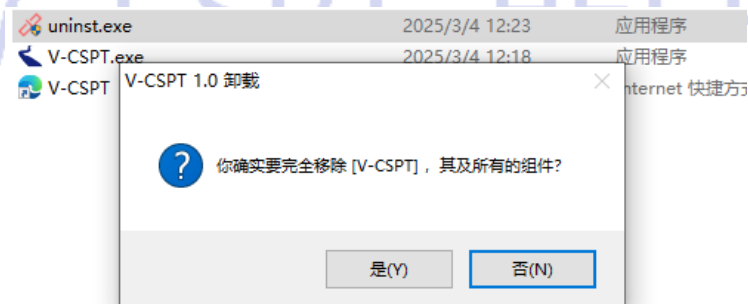 uninst.exe 2025/3/4 12:23 应用程序
V-CSPT.exe 2025/3/4 12:18 应用程序
V-CSPT nternet 快捷方式
V-CSPT 1.0 卸载
你确实要完全移除 [V-CSPT] ，其及所有的组件?
是(Y) 否(N)